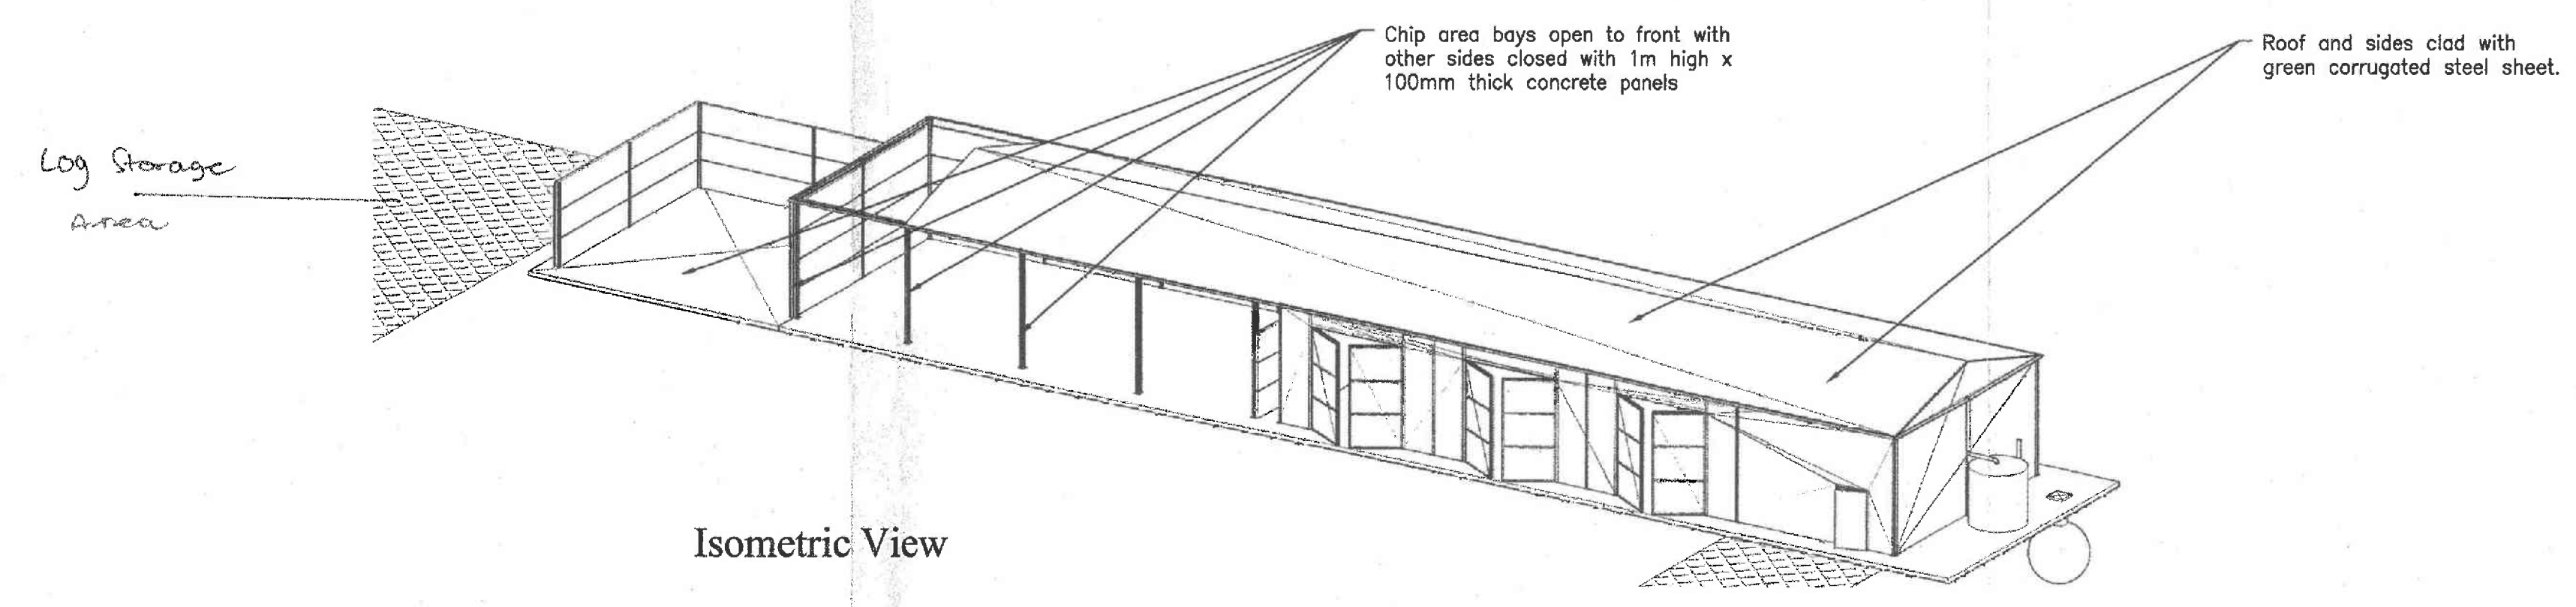 Chip area bays open to front with
other sides closed with 1m high x
100mm thick concrete panels
Roof and sides clad with
green corrugated steel sheet.
Log Storage
Area
Isometric View